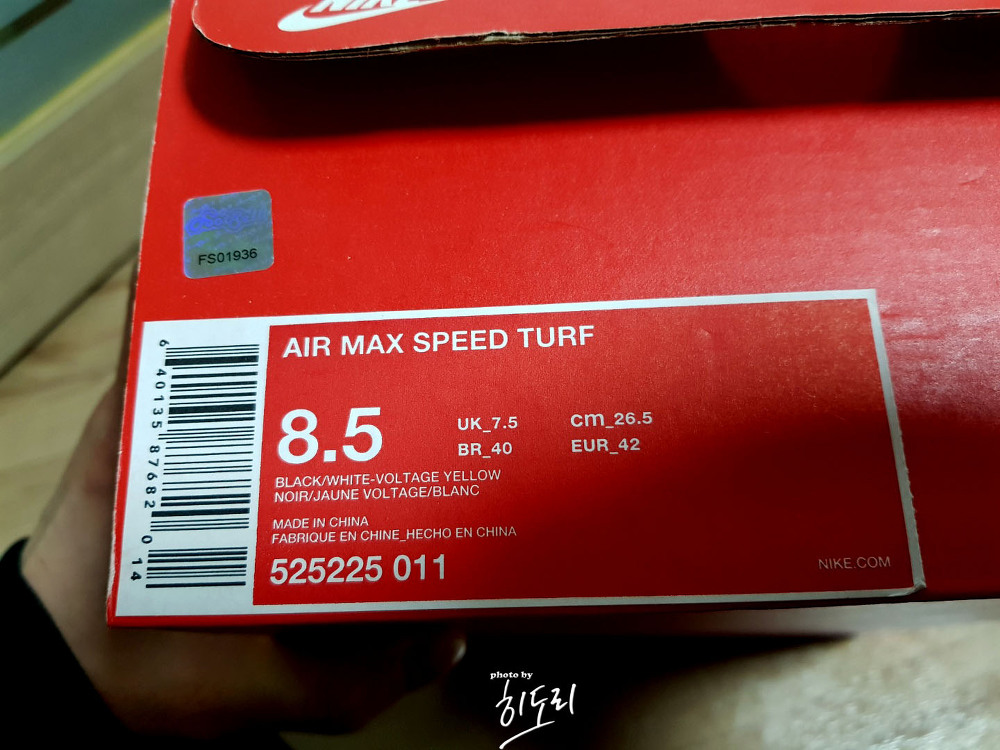 NIKE
FS01936
AIR MAX SPEED TURF
8.5
UK_7.5
cm_26.5
BR_40
EUR_42
BLACK/WHITE-VOLTAGE YELLOW
NOIR/JAUNE VOLTAGE/BLANC
MADE IN CHINA
FABRIQUE EN CHINE_HECHO EN CHINA
525225 011
NIKE.COM
6 40135 87682 0 14
photo by
히도리